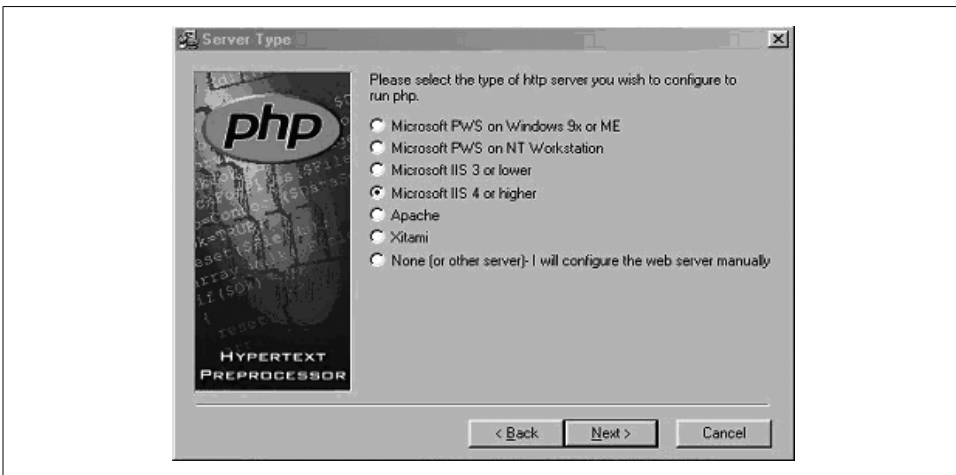 Server Type
Please select the type of http server you wish to configure to
run php.
Microsoft PWS on Windows 9x or ME
Microsoft PWS on NT Workstation
Microsoft IIS 3 or lower
Microsoft IIS 4 or higher
Apache
Xitami
None (or other server)- I will configure the web server manually
php
HYPERTEXT
PREPROCESSOR
< Back
Next >
Cancel